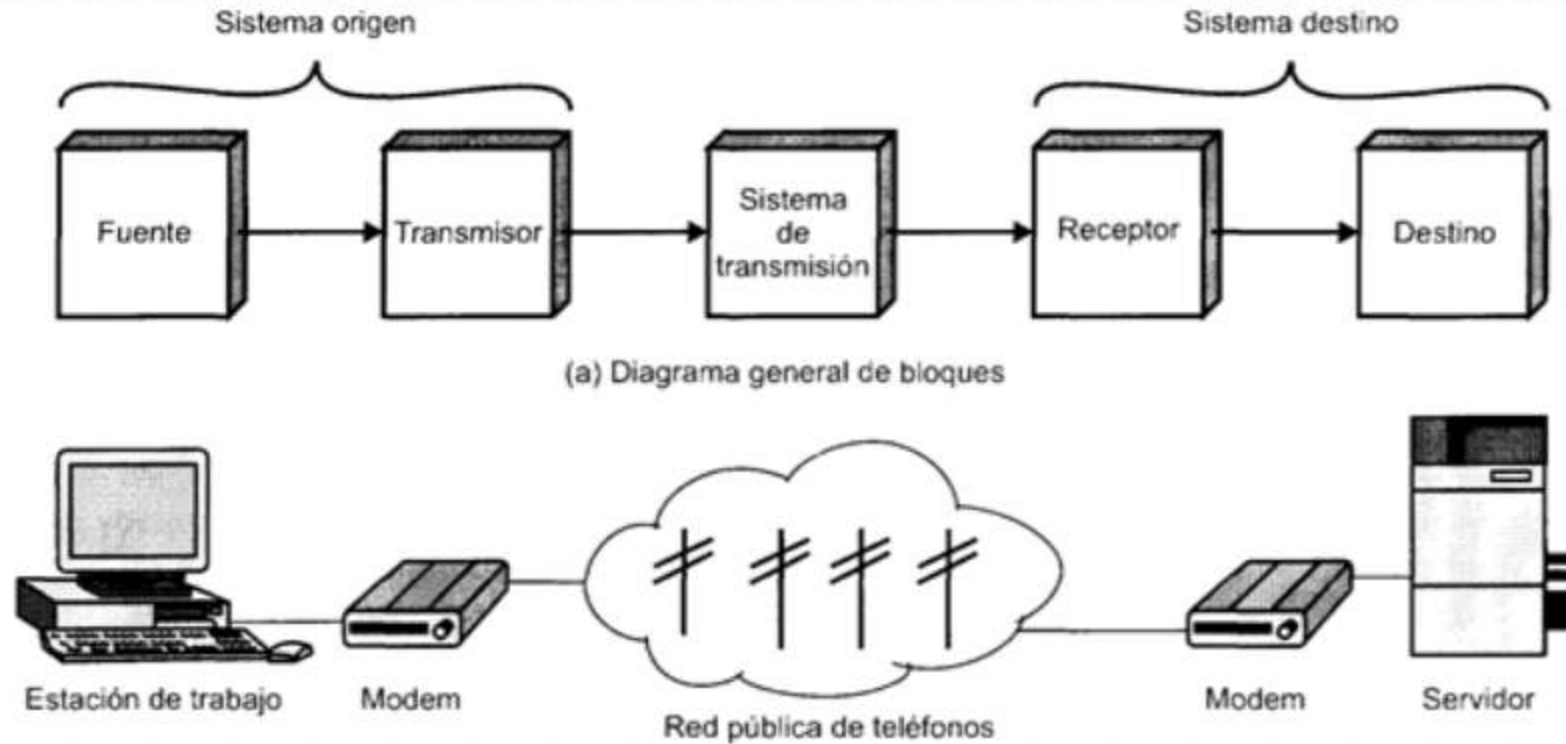 Sistema origen
Sistema destino
Fuente
Transmisor
Sistema
de
transmisión
Receptor
Destino
(a) Diagrama general de bloques
Estación de trabajo
Modem
Red pública de teléfonos
Modem
Servidor